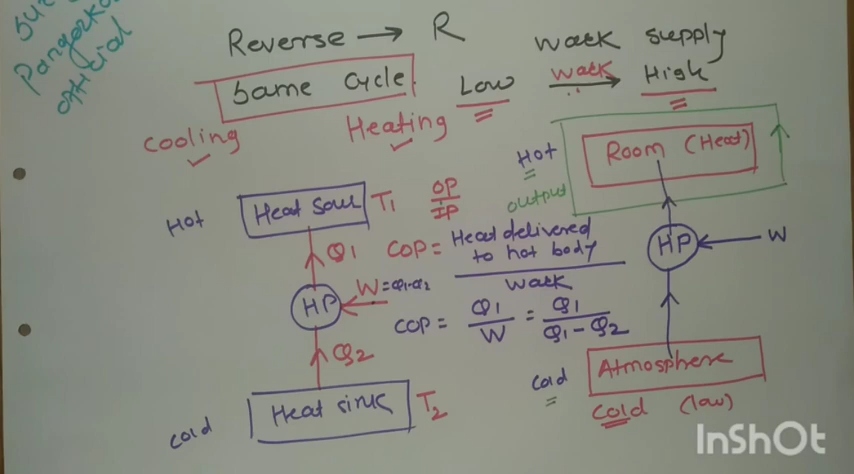 Pangerkar
official
Reverse → R
Same Cycle
Cooling
Heating
Work supply
Low work → High
Hot
Heat Sour T1
Q1
HP
W = Q1-Q2
Q2
Cold
Heat sink T2
OP
IP
COP = Heat delivered
to hot body
Work
COP = Q1 = Q1
W Q1-Q2
Hot
output
Room (Heat)
HP
W
Cold
Atmosphere
Cold (low)
InShOt